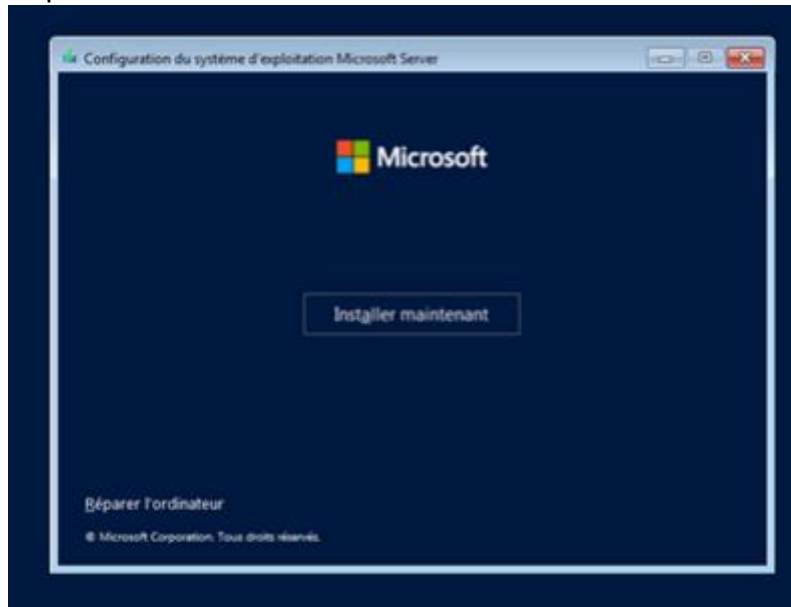 Configuration du système d'exploitation Microsoft Server
Microsoft
Installer maintenant
Réparer l'ordinateur
© Microsoft Corporation. Tous droits réservés.